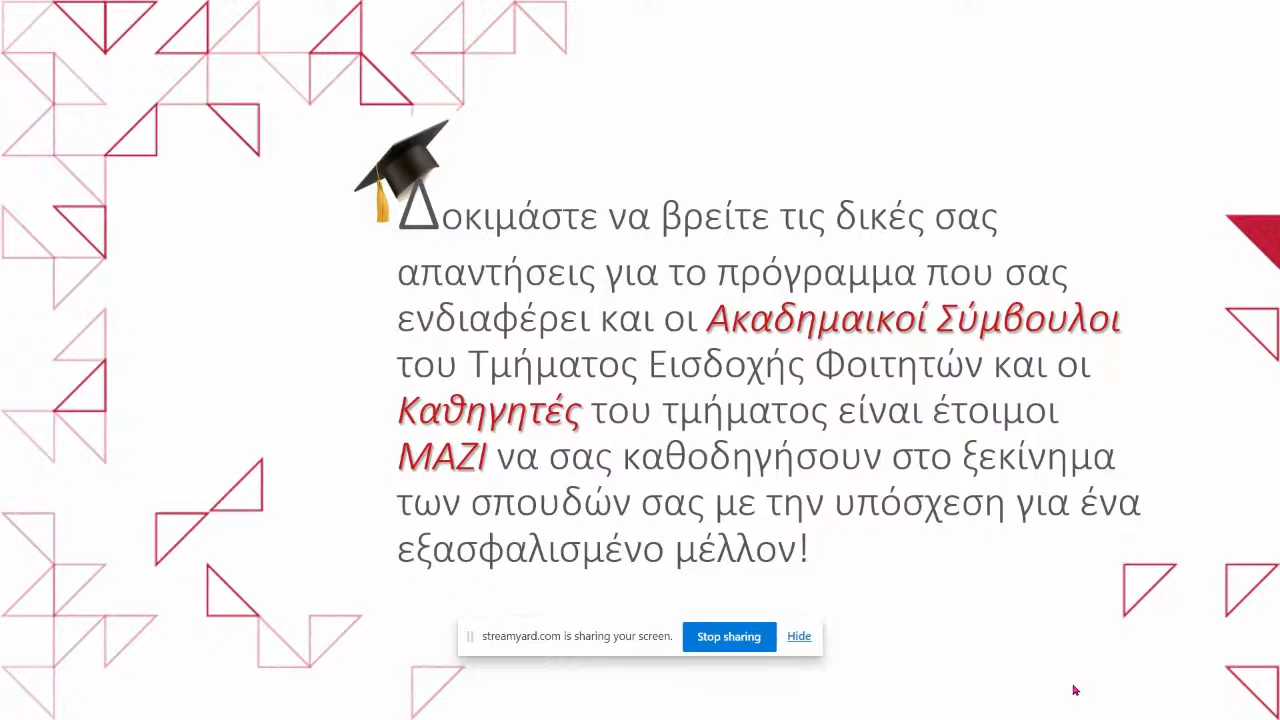 Δοκιμάστε να βρείτε τις δικές σας
απαντήσεις για το πρόγραμμα που σας
ενδιαφέρει και οι Ακαδημαικοί Σύμβουλοι
του Τμήματος Εισδοχής Φοιτητών και οι
Καθηγητές του τμήματος είναι έτοιμοι
ΜΑΖΙ να σας καθοδηγήσουν στο ξεκίνημα
των σπουδών σας με την υπόσχεση για ένα
εξασφαλισμένο μέλλον!
streamyard.com is sharing your screen. Stop sharing Hide